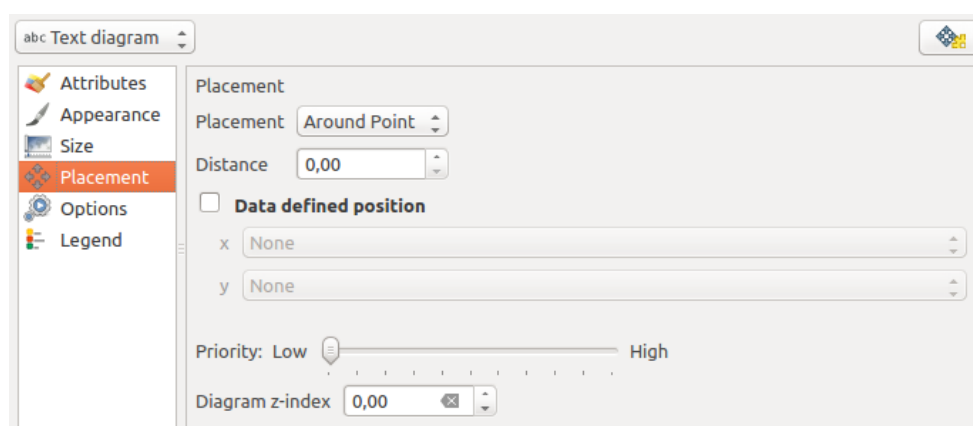 abc Text diagram
Attributes
Appearance
Size
Placement
Options
Legend
Placement
Placement Around Point
Distance 0,00
Data defined position
x None
y None
Priority: Low High
Diagram z-index 0,00